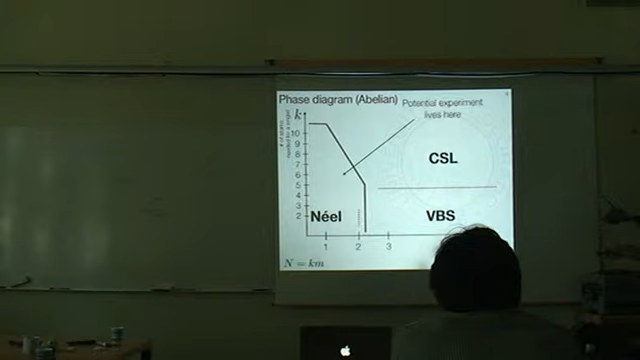 Phase diagram (Abelian)
Potential experiment
lives here
k
10
9
8
7
6
5
4
3
2
CSL
Néel
VBS
1
2
3
N = km